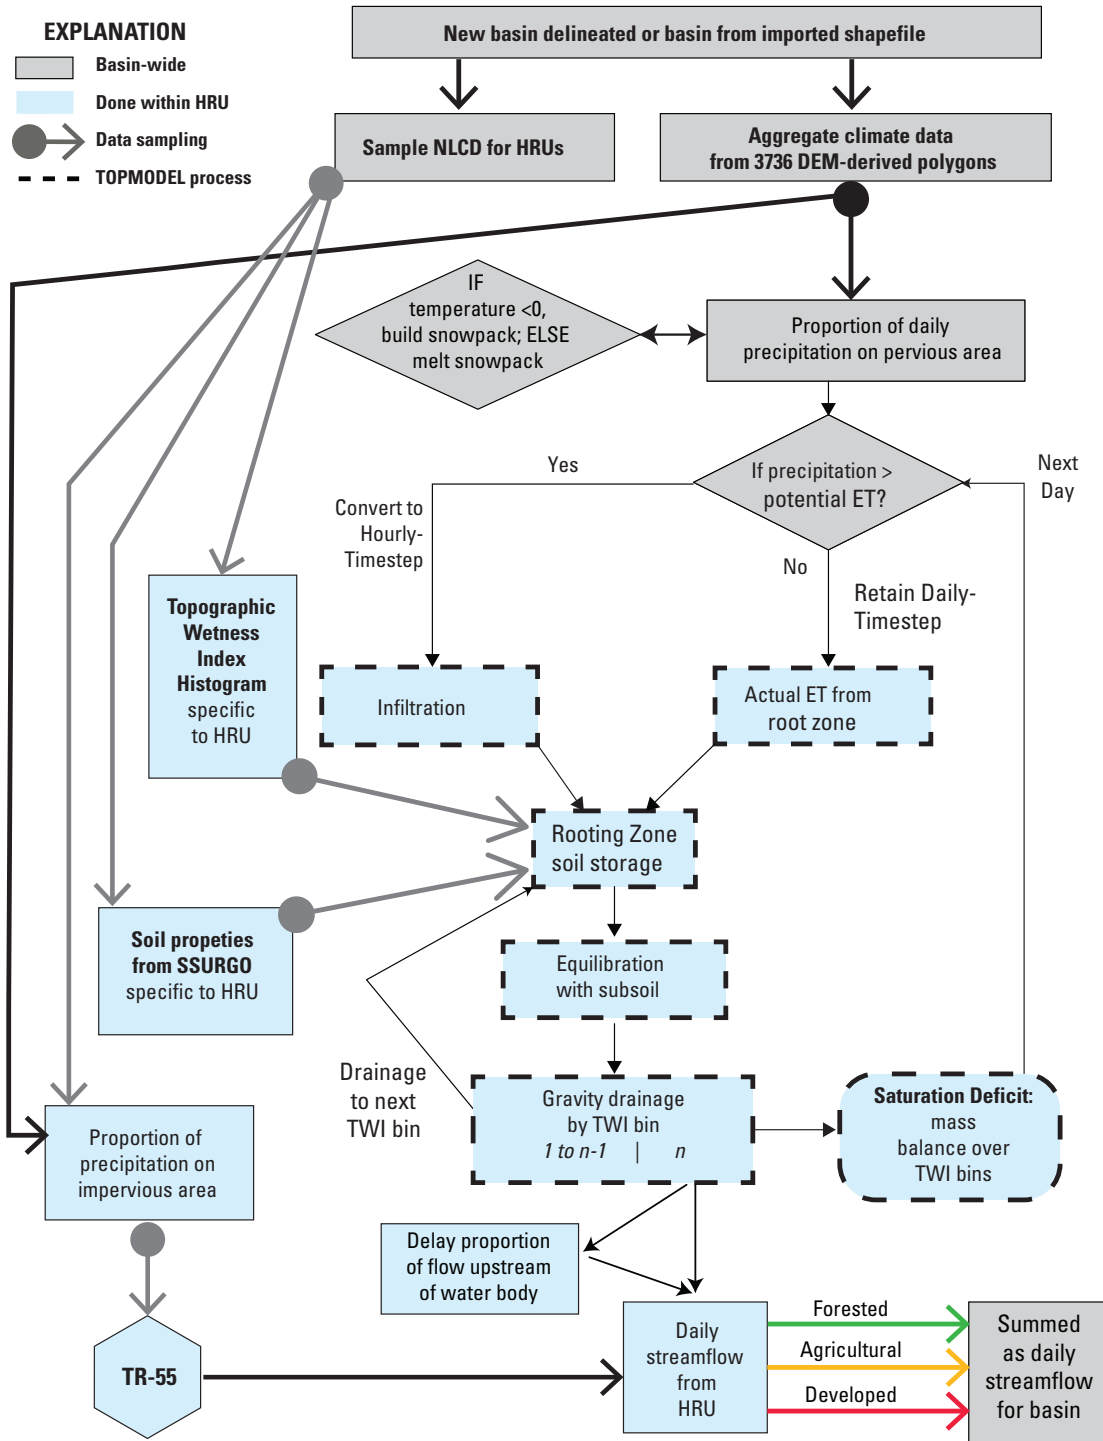 EXPLANATION
Basin-wide
Done within HRU
Data sampling
TOPMODEL process
New basin delineated or basin from imported shapefile
Sample NLCD for HRUs
Aggregate climate data
from 3736 DEM-derived polygons
IF
temperature <0,
build snowpack; ELSE
melt snowpack
Proportion of daily
precipitation on pervious area
If precipitation >
potential ET?
Yes
Next
Day
Convert to
Hourly-
Timestep
No
Retain Daily-
Timestep
Topographic
Wetness
Index
Histogram
specific
to HRU
Infiltration
Actual ET from
root zone
Rooting Zone
soil storage
Soil propeties
from SSURGO
specific to HRU
Equilibration
with subsoil
Drainage
to next
TWI bin
Gravity drainage
by TWI bin
1 to n-1 | n
Saturation Deficit:
mass
balance over
TWI bins
Proportion of
precipitation on
impervious area
Delay proportion
of flow upstream
of water body
TR-55
Daily
streamflow
from
HRU
Forested
Agricultural
Developed
Summed
as daily
streamflow
for basin